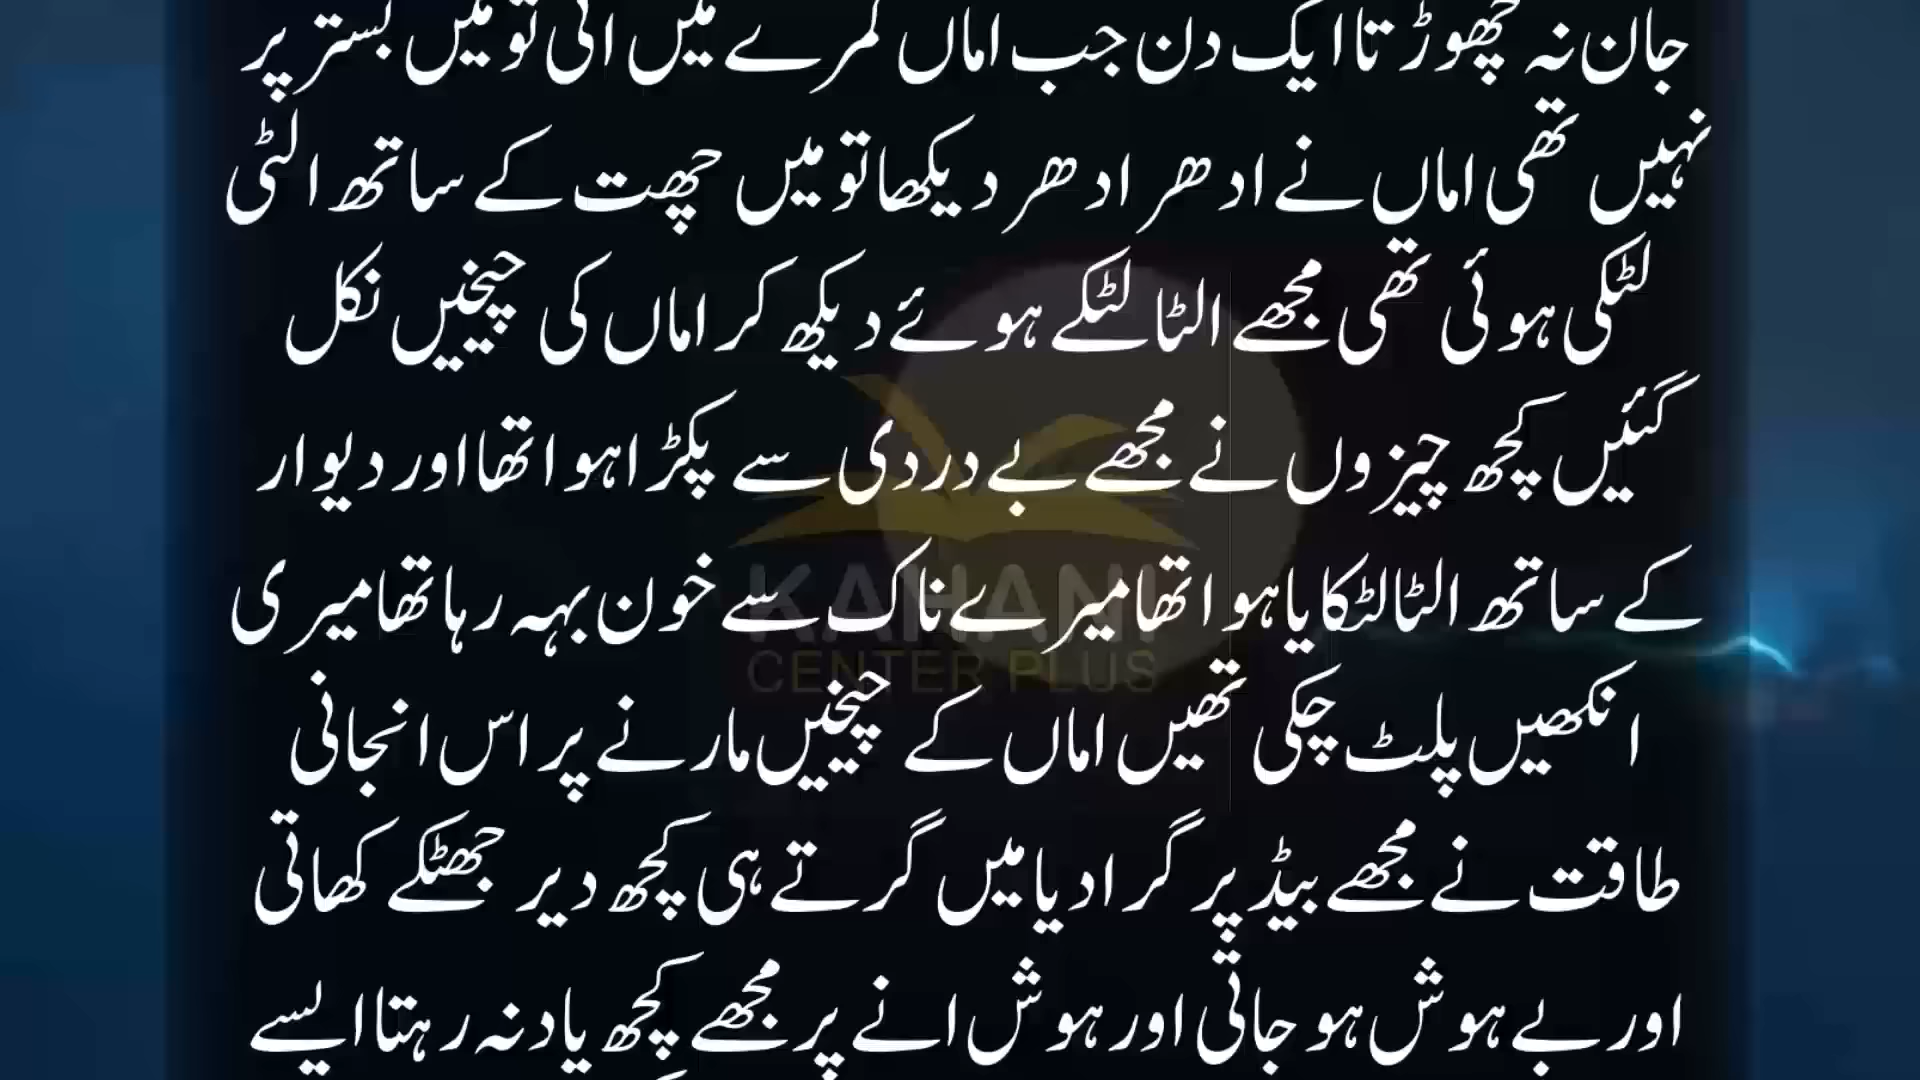 جان نہ چھوڑتا ایک دن جب اماں کمرے میں ائی تو میں بستر پر
نہیں تھی اماں نے ادھر ادھر دیکھا تو میں چھت کے ساتھ الٹی
لٹکی ہوئی تھی مجھے الٹا لٹکے ہوئے دیکھ کر اماں کی چیخیں نکل
گئیں کچھ چیزوں نے مجھے بے دردی سے پکڑا ہوا تھا اور دیوار
کے ساتھ الٹا لٹکایا ہوا تھا میرے ناک سے خون بہہ رہا تھا میری
KAHANI
CENTER PLUS
انکھیں پلٹ چکی تھیں اماں کے چیخیں مارنے پر اس انجانی
طاقت نے مجھے بیڈ پر گرا دیا میں گرتے ہی کچھ دیر جھٹکے کھاتی
اور بے ہوش ہو جاتی اور ہوش انے پر مجھے کچھ یاد نہ رہتا ایسے